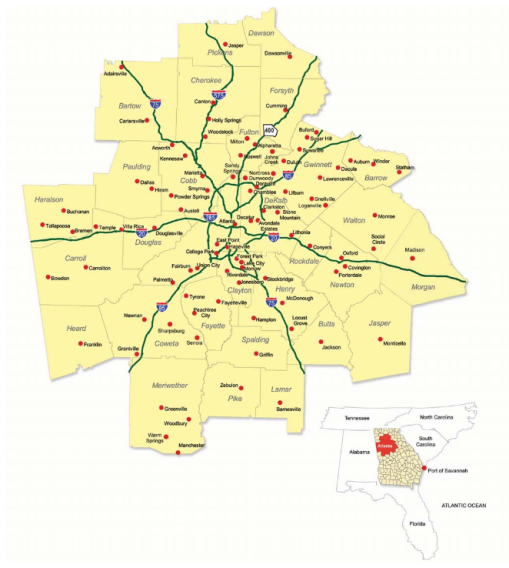 Dawson
Jasper
Pickens
Dawsonville
Adairsville
Cherokee
Forsyth
75
575
Bartow
Canton
Cumming
Cartersville
Holly Springs
Woodstock
Fulton
400
Buford
Sugar Hill
Milton
Alpharetta
Suwanee
Acworth
Kennesaw
Roswell
Johns
Creek
Duluth
Gwinnett
Auburn
Winder
Paulding
Sandy
Springs
Norcross
Dunwoody
Dacula
Statham
Dallas
Marietta
Cobb
Doraville
Lawrenceville
Barrow
Hiram
Smyrna
Chamblee
Lilburn
Haralson
Powder Springs
DeKalb
Snellville
Buchanan
Austell
Clarkston
Loganville
Walton
Stone
Mountain
Monroe
Tallapoosa
Temple
Villa Rica
Atlanta
Decatur
Avondale
Estates
Bremen
Douglasville
Lithonia
Social
Circle
Douglas
East Point
Conyers
Oxford
Madison
Carroll
College Park
Hapeville
Forest Park
Rockdale
Covington
Carrollton
Fairburn
Union City
Lake City
Morrow
Porterdale
Bowdon
Riverdale
Newton
Palmetto
Jonesboro
Stockbridge
Morgan
Clayton
Henry
Tyrone
McDonough
Fayetteville
Peachtree
City
Newnan
Hampton
Locust
Grove
Heard
Sharpsburg
Fayette
Butts
Jasper
Coweta
Senoia
Spalding
Franklin
Jackson
Monticello
Grantville
Griffin
Meriwether
Zebulon
Lamar
Pike
Greenville
Barnesville
Woodbury
Warm
Springs
Manchester
Tennessee
North Carolina
Atlanta
South
Carolina
Alabama
Port of Savannah
ATLANTIC OCEAN
Florida